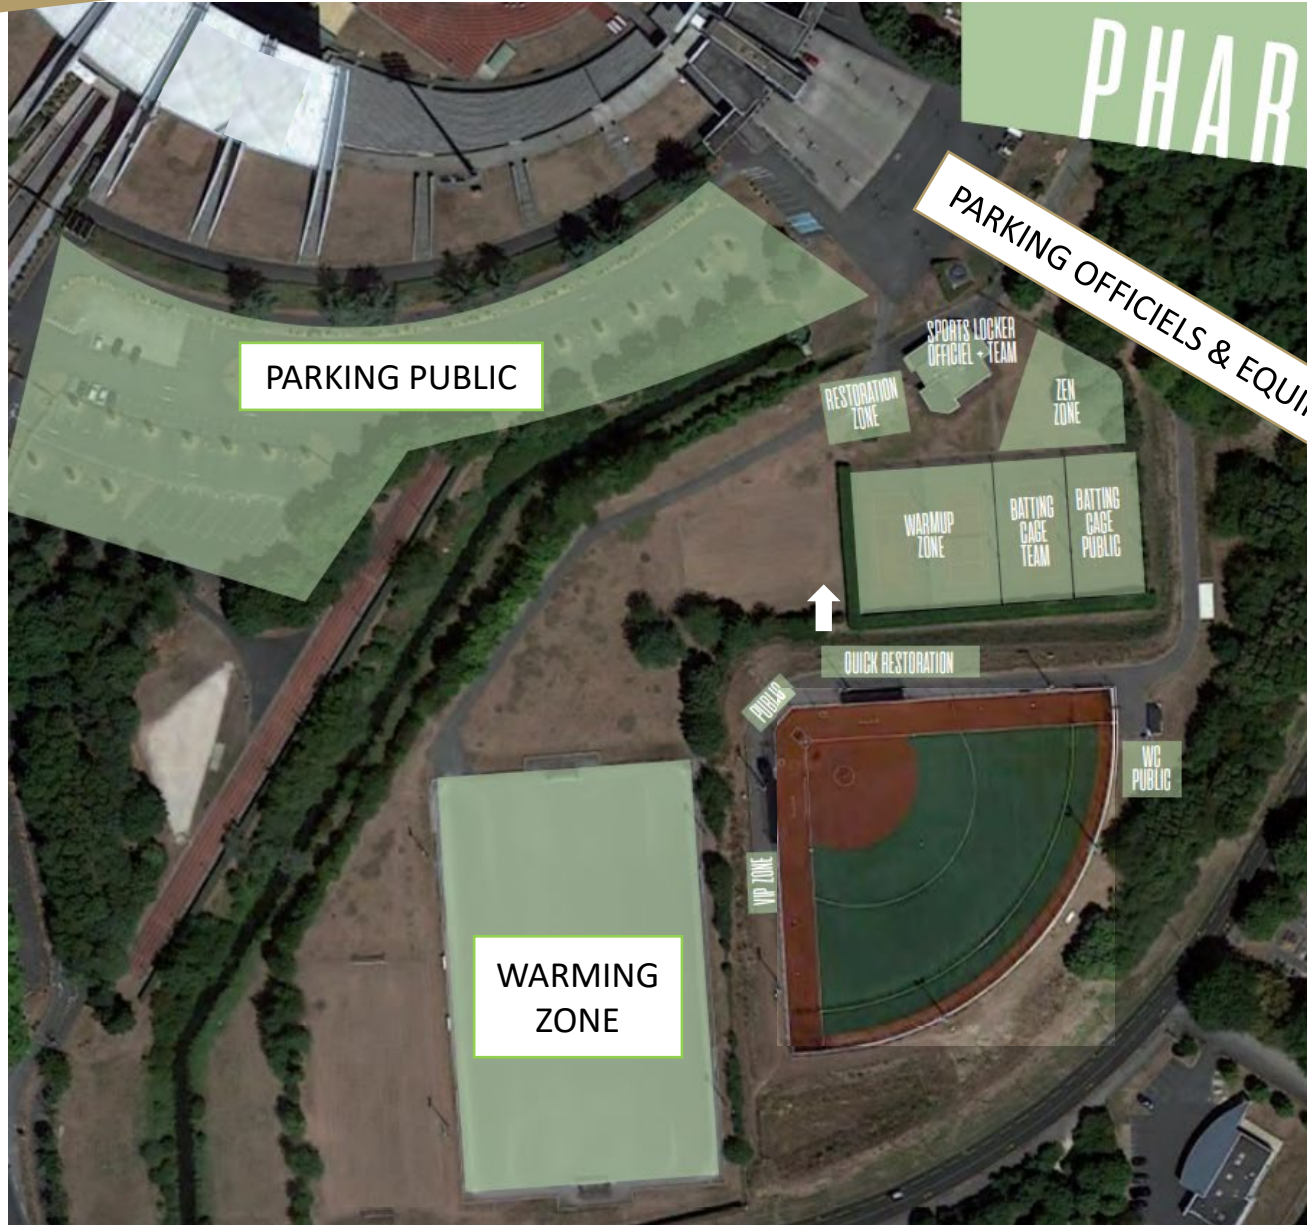 PHAR
PARKING OFFICIELS & EQUI
PARKING PUBLIC
SPORTS LOCKER
OFFICIEL + TEAM
RESTORATION
ZONE
ZEN
ZONE
WARMUP
ZONE
BATTING
CAGE
TEAM
BATTING
CAGE
PUBLIC
QUICK RESTORATION
PUBLIC
WC
PUBLIC
VIP ZONE
WARMING
ZONE